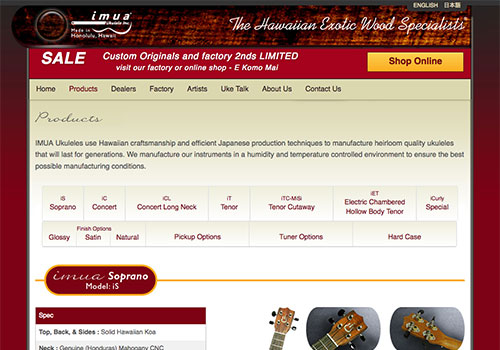 ENGLISH 日本語
imua
Ukulele Inc.
Made in
Honolulu, Hawaii
The Hawaiian Exotic Wood Specialists
SALE Custom Originals and factory 2nds LIMITED
visit our factory or online shop - E Komo Mai
Shop Online
Home Products Dealers Factory Artists Uke Talk About Us Contact Us
Products
IMUA Ukuleles use Hawaiian craftsmanship and efficient Japanese production techniques to manufacture heirloom quality ukuleles
that will last for generations. We manufacture our instruments in a humidity and temperature controlled environment to ensure the best
possible manufacturing conditions.
iS iC iCL iT iTC-MiSi iET iCurly
Soprano Concert Concert Long Neck Tenor Tenor Cutaway Electric Chambered Special
Hollow Body Tenor
Finish Options
Glossy Satin Natural Pickup Options Tuner Options Hard Case
imua Soprano
Model: iS
Spec
Top, Back, & Sides : Solid Hawaiian Koa
Neck : Genuine (Honduras) Mahogany CNC